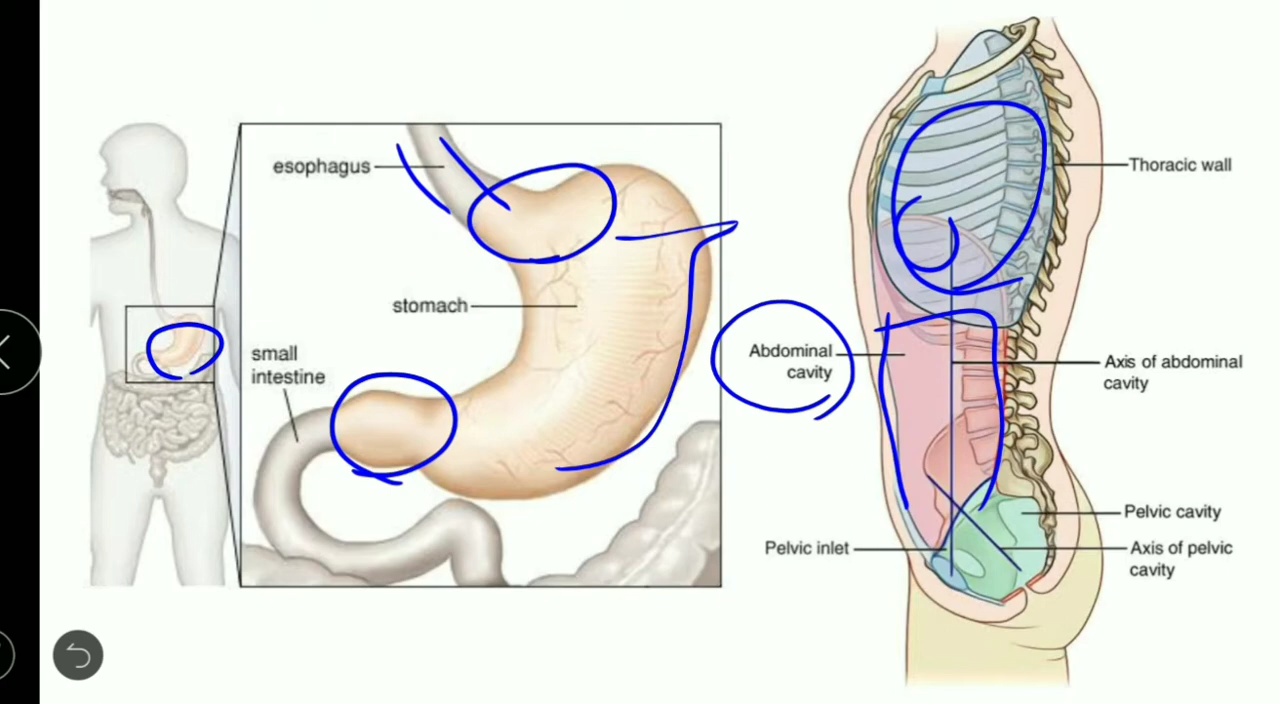 esophagus
stomach
small
intestine
Thoracic wall
Abdominal
cavity
Axis of abdominal
cavity
Pelvic cavity
Pelvic inlet
Axis of pelvic
cavity